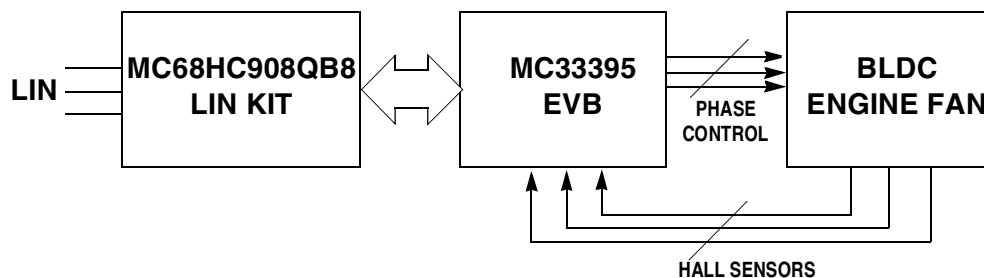 LIN
MC68HC908QB8
LIN KIT
MC33395
EVB
PHASE
CONTROL
BLDC
ENGINE FAN
HALL SENSORS